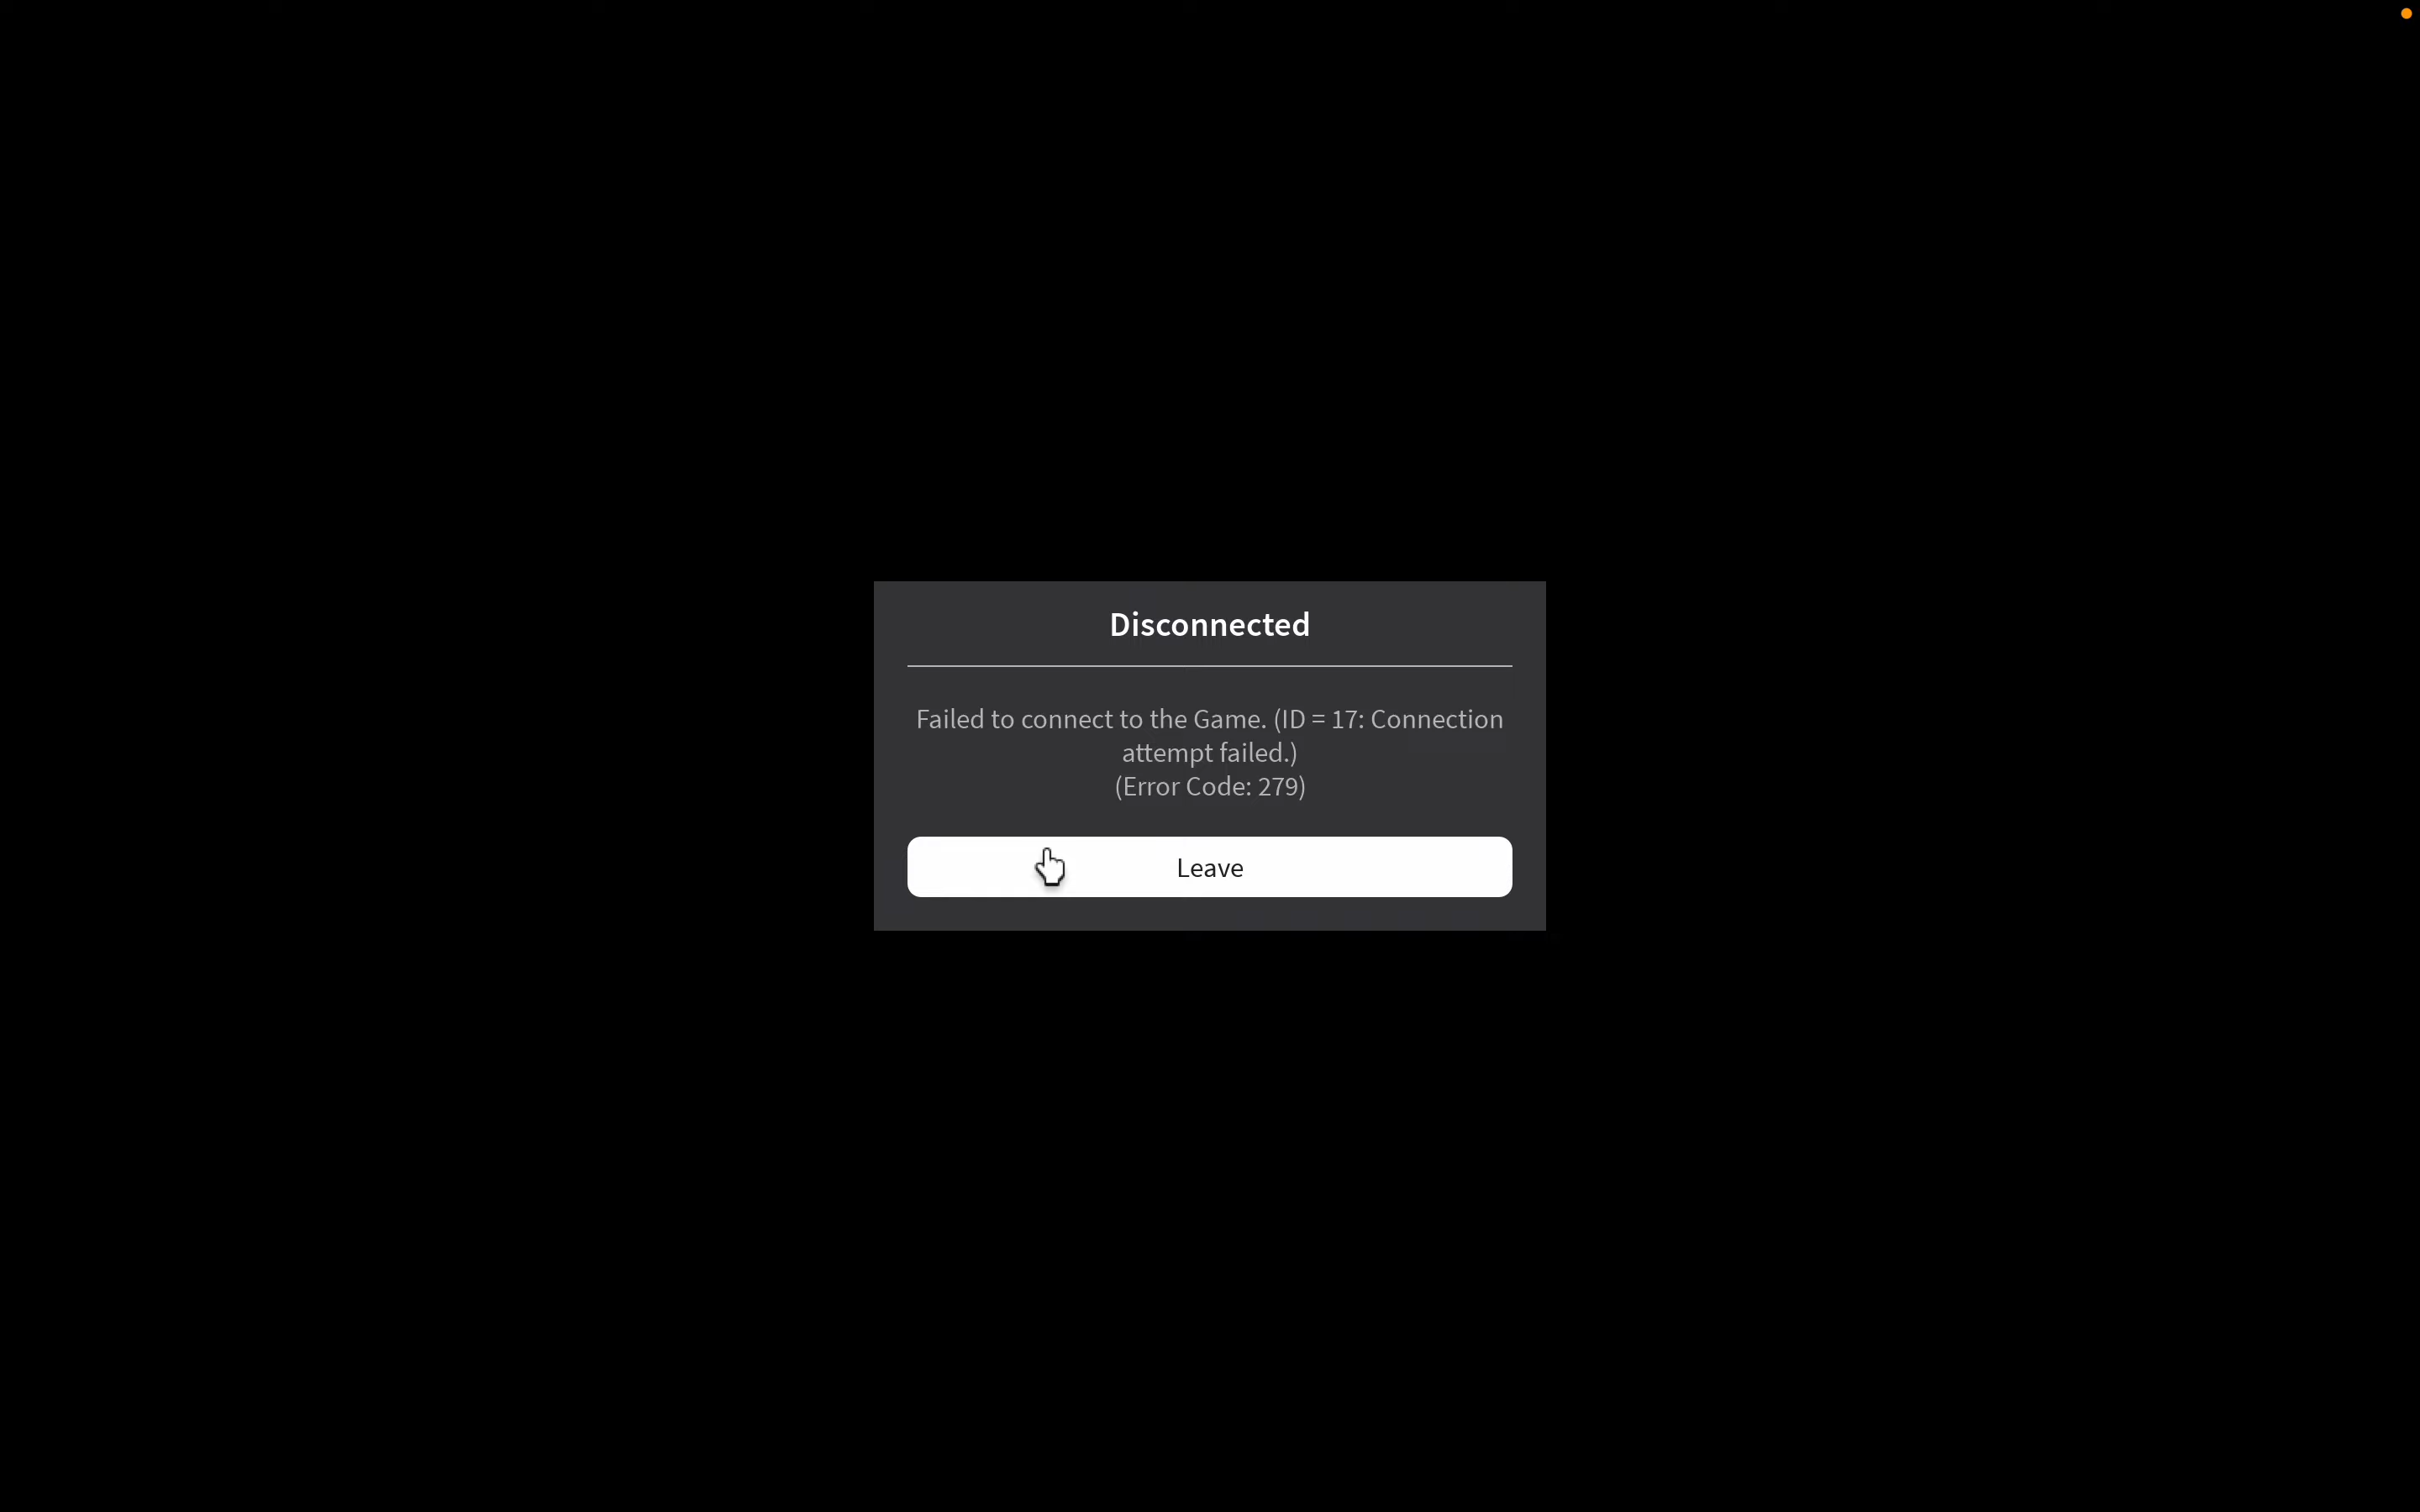 Disconnected
Failed to connect to the Game. (ID = 17: Connection
attempt failed.)
(Error Code: 279)
Leave